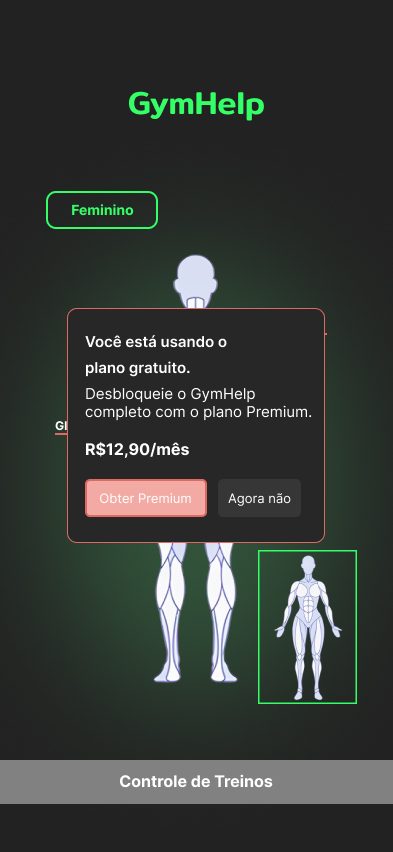 GymHelp
Feminino
Você está usando o
plano gratuito.
Desbloqueie o GymHelp
completo com o plano Premium.
R$12,90/mês
Obter Premium
Agora não
Controle de Treinos